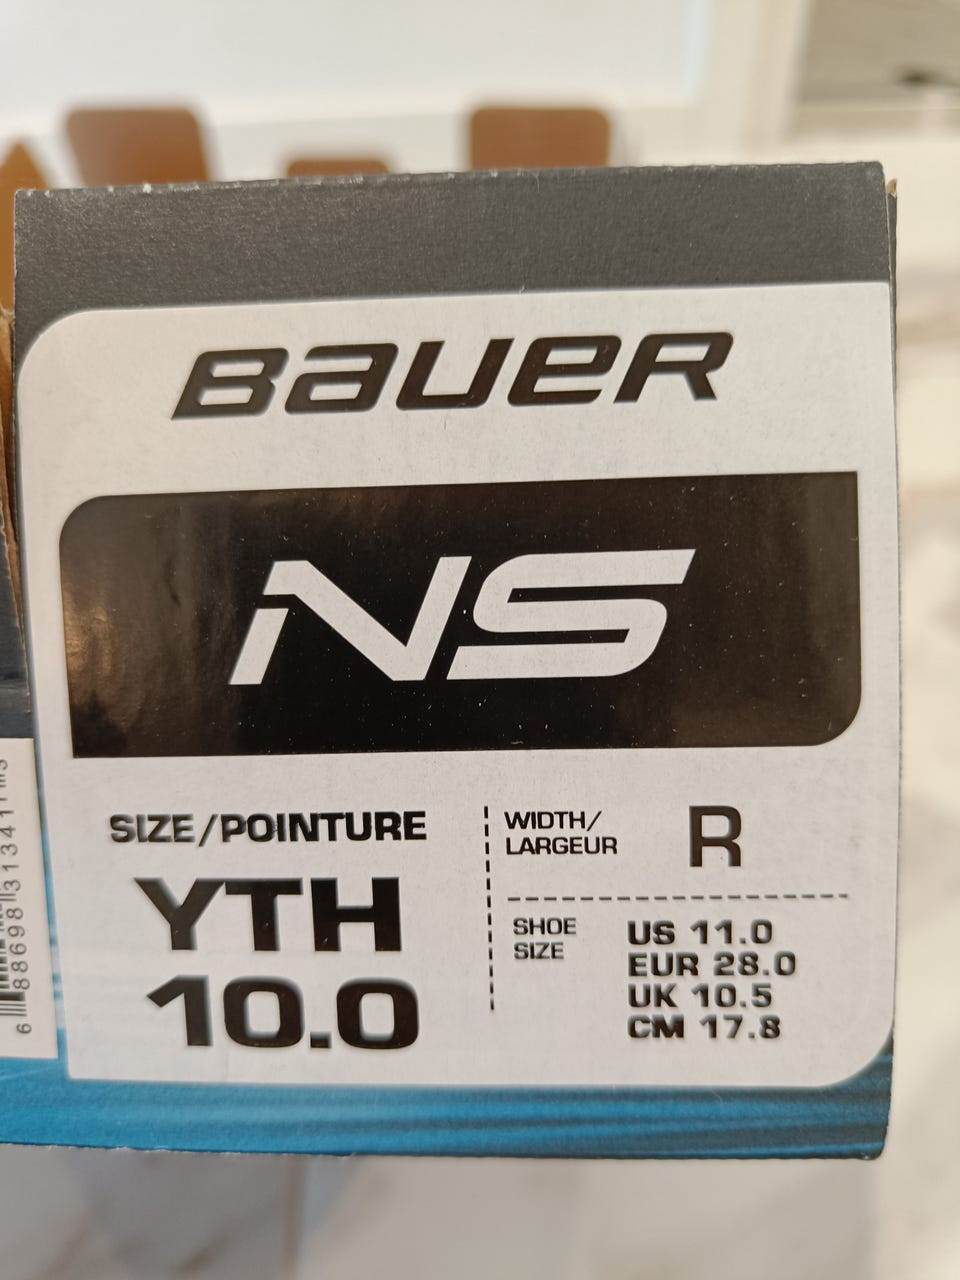 BAUER
NS
SIZE/POINTURE
YTH
10.0
WIDTH/
LARGEUR
R
SHOE
SIZE
US 11.0
EUR 28.0
UK 10.5
CM 17.8